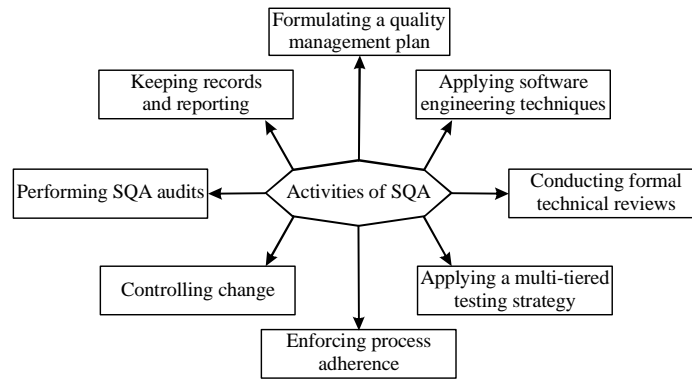 Formulating a quality
management plan
Keeping records
and reporting
Applying software
engineering techniques
Performing SQA audits
Activities of SQA
Conducting formal
technical reviews
Controlling change
Applying a multi-tiered
testing strategy
Enforcing process
adherence